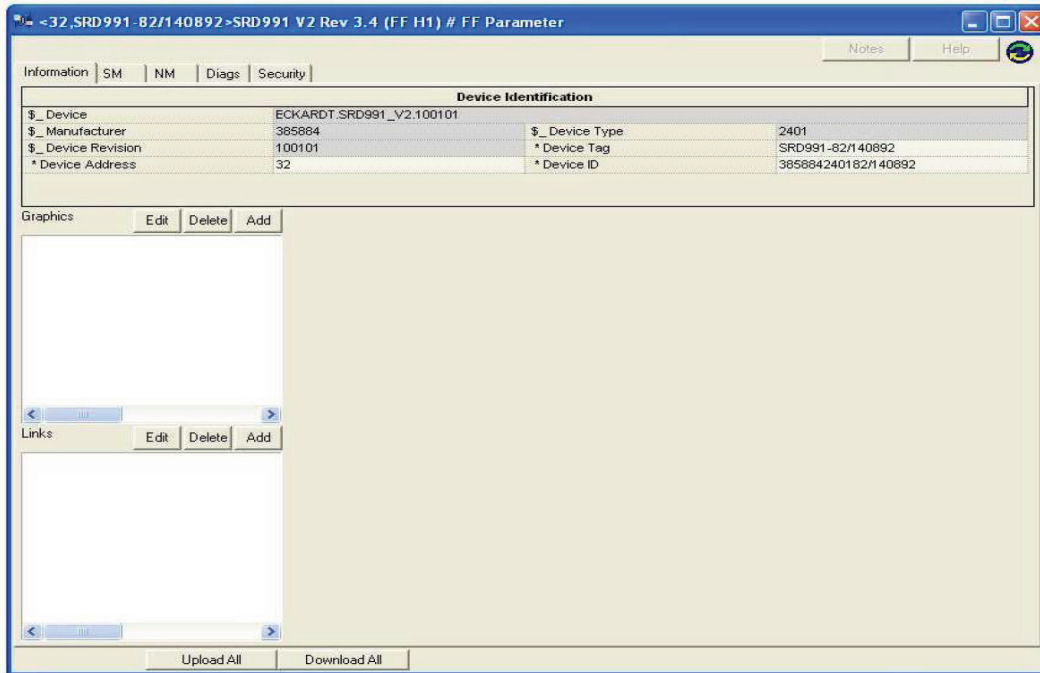 <32,SRD991-82/140892>SRD991 V2 Rev 3.4 (FF H1) # FF Parameter
Notes Help
Information SM NM Diags Security
Device Identification
$_Device ECKARDT.SRD991_V2.100101
$_Manufacturer 385884 $_Device Type 2401
$_Device Revision 100101 * Device Tag SRD991-82/140892
* Device Address 32 * Device ID 385884240182/140892
Graphics Edit Delete Add
Links Edit Delete Add
Upload All Download All